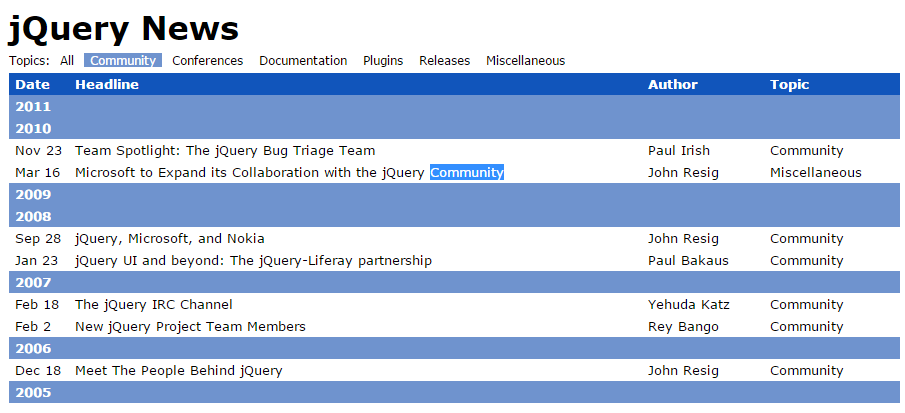 jQuery News
Topics: All Community Conferences Documentation Plugins Releases Miscellaneous
Date Headline Author Topic
2011
2010
Nov 23 Team Spotlight: The jQuery Bug Triage Team Paul Irish Community
Mar 16 Microsoft to Expand its Collaboration with the jQuery Community John Resig Miscellaneous
2009
2008
Sep 28 jQuery, Microsoft, and Nokia John Resig Community
Jan 23 jQuery UI and beyond: The jQuery-Liferay partnership Paul Bakaus Community
2007
Feb 18 The jQuery IRC Channel Yehuda Katz Community
Feb 2 New jQuery Project Team Members Rey Bango Community
2006
Dec 18 Meet The People Behind jQuery John Resig Community
2005